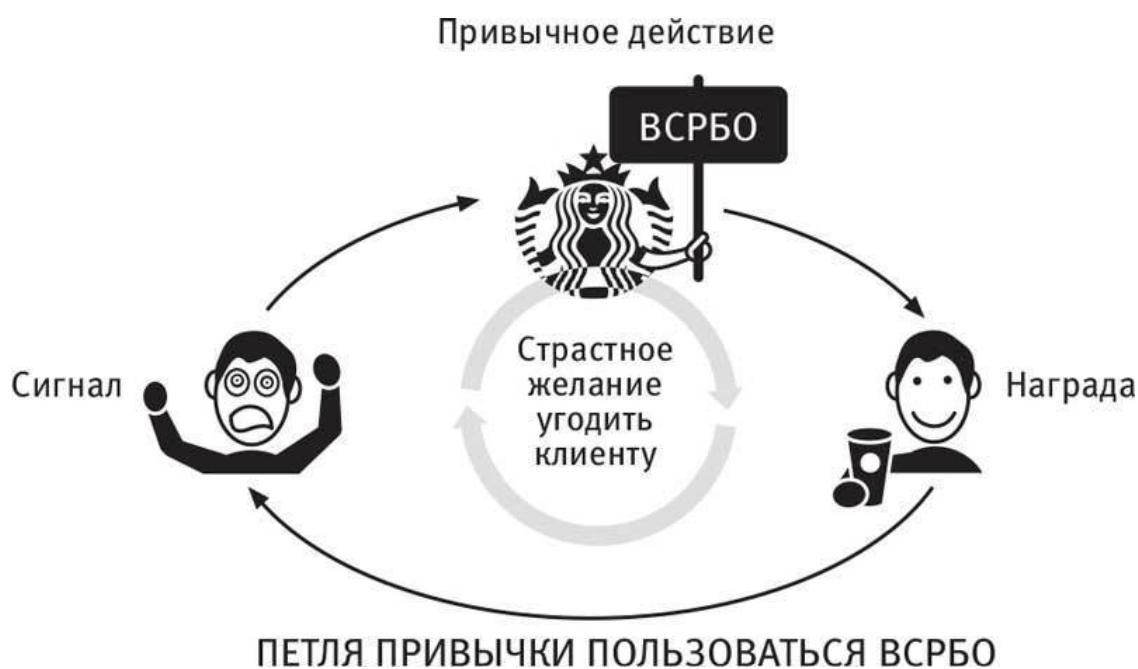 Привычное действие
ВСРБО
Сигнал
Страстное
желание
угодить
клиенту
Награда
ПЕТЛЯ ПРИВЫЧКИ ПОЛЬЗОВАТЬСЯ ВСРБО